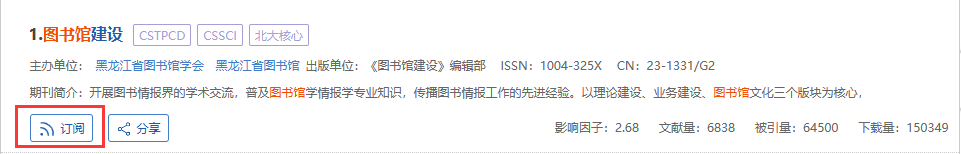 1.图书馆建设 CSTPCD CSSCI 北大核心
主办单位： 黑龙江省图书馆学会 黑龙江省图书馆 出版单位：《图书馆建设》编辑部 ISSN：1004-325X CN：23-1331/G2
期刊简介：开展图书情报界的学术交流，普及图书馆学情报学专业知识，传播图书情报工作的先进经验。以理论建设、业务建设、图书馆文化三个版块为核心，
订阅 分享 影响因子：2.68 文献量：6838 被引量：64500 下载量：150349